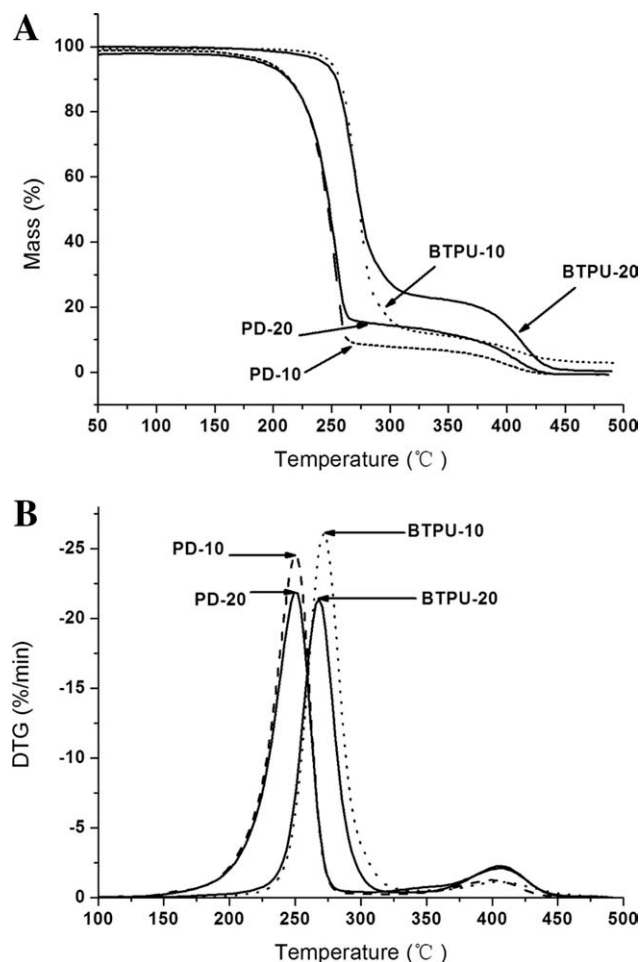 A
100
80
60
40
20
0
Mass (%)
BTPU-10
BTPU-20
PD-20
PD-10
50 100 150 200 250 300 350 400 450 500
Temperature (℃ )
B
-25
-20
-15
-10
-5
0
DTG (%/min)
PD-10
BTPU-10
PD-20
BTPU-20
100 150 200 250 300 350 400 450 500
Temperature (℃ )